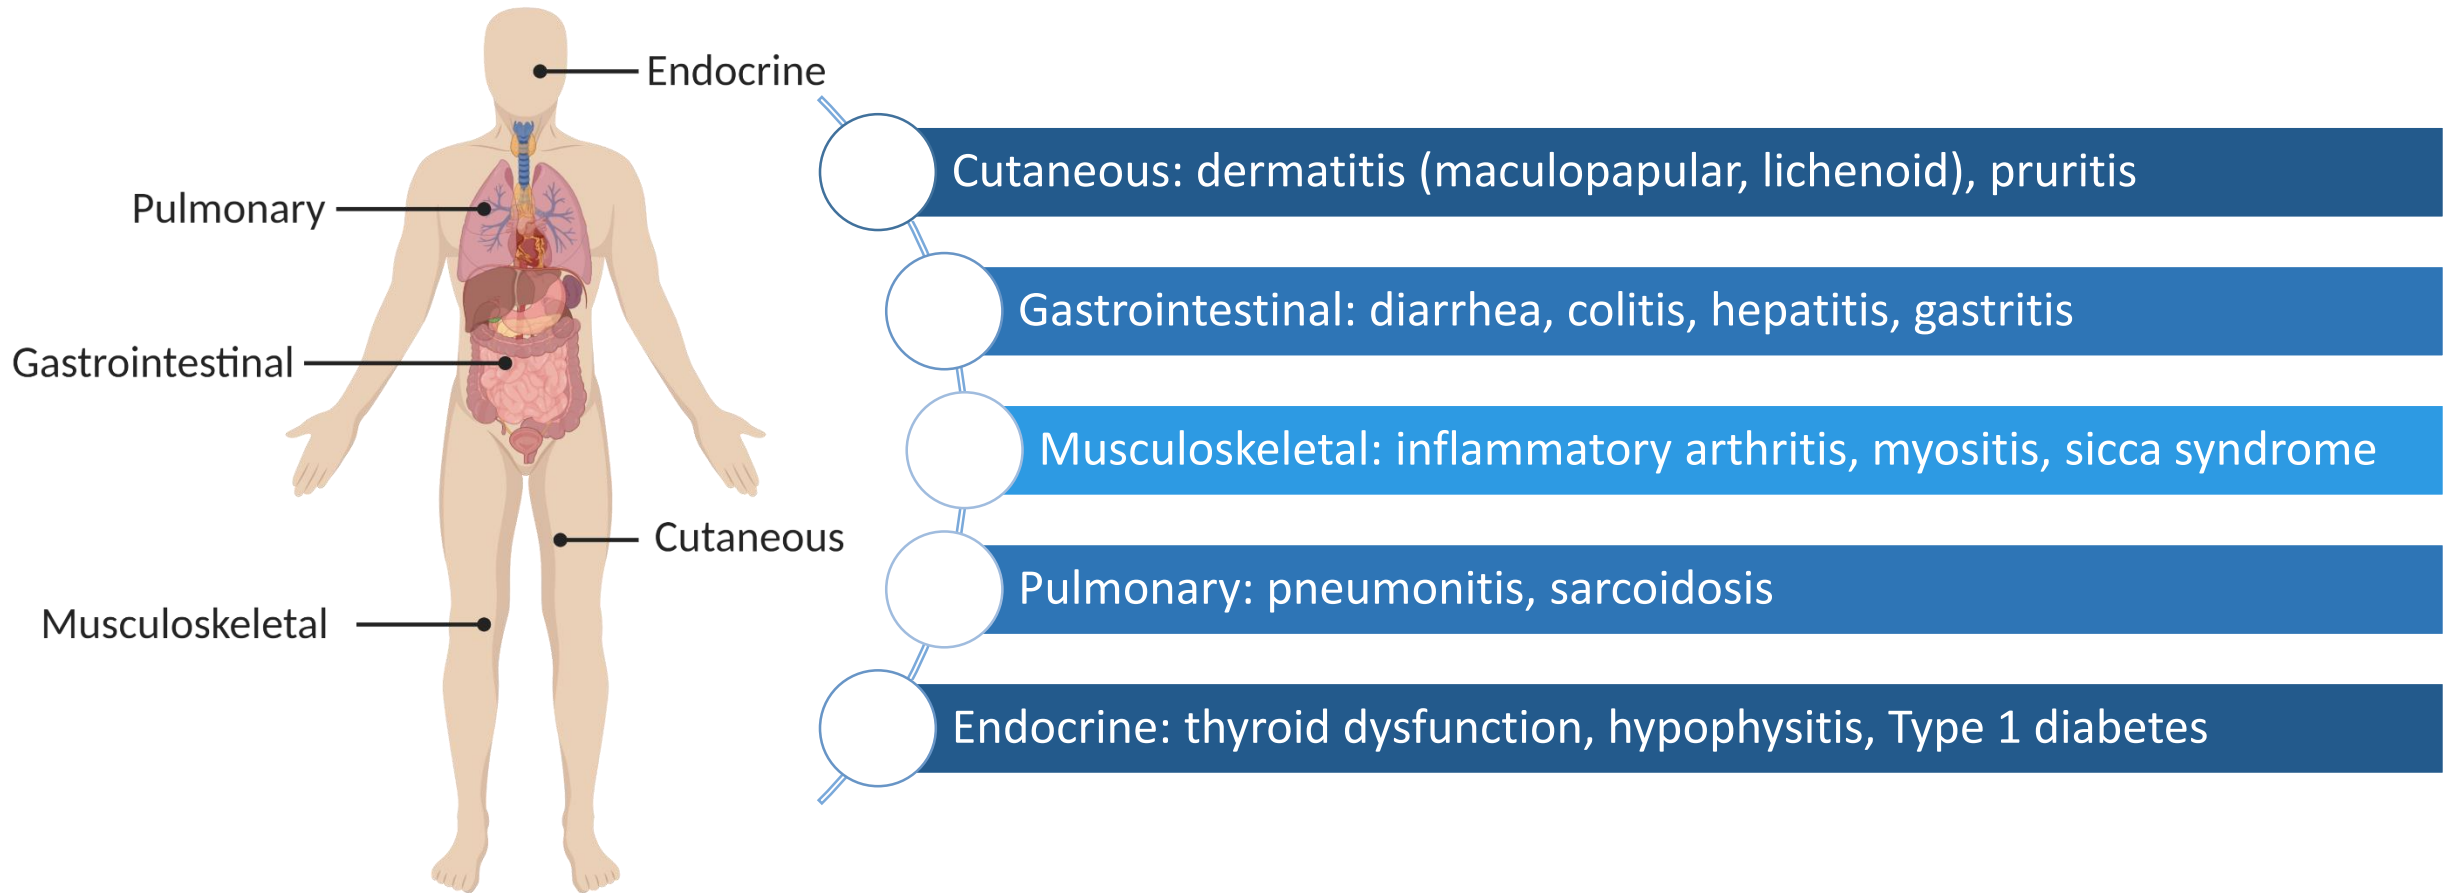 Endocrine
Pulmonary
Gastrointestinal
Cutaneous
Musculoskeletal
Cutaneous: dermatitis (maculopapular, lichenoid), pruritis
Gastrointestinal: diarrhea, colitis, hepatitis, gastritis
Musculoskeletal: inflammatory arthritis, myositis, sicca syndrome
Pulmonary: pneumonitis, sarcoidosis
Endocrine: thyroid dysfunction, hypophysitis, Type 1 diabetes